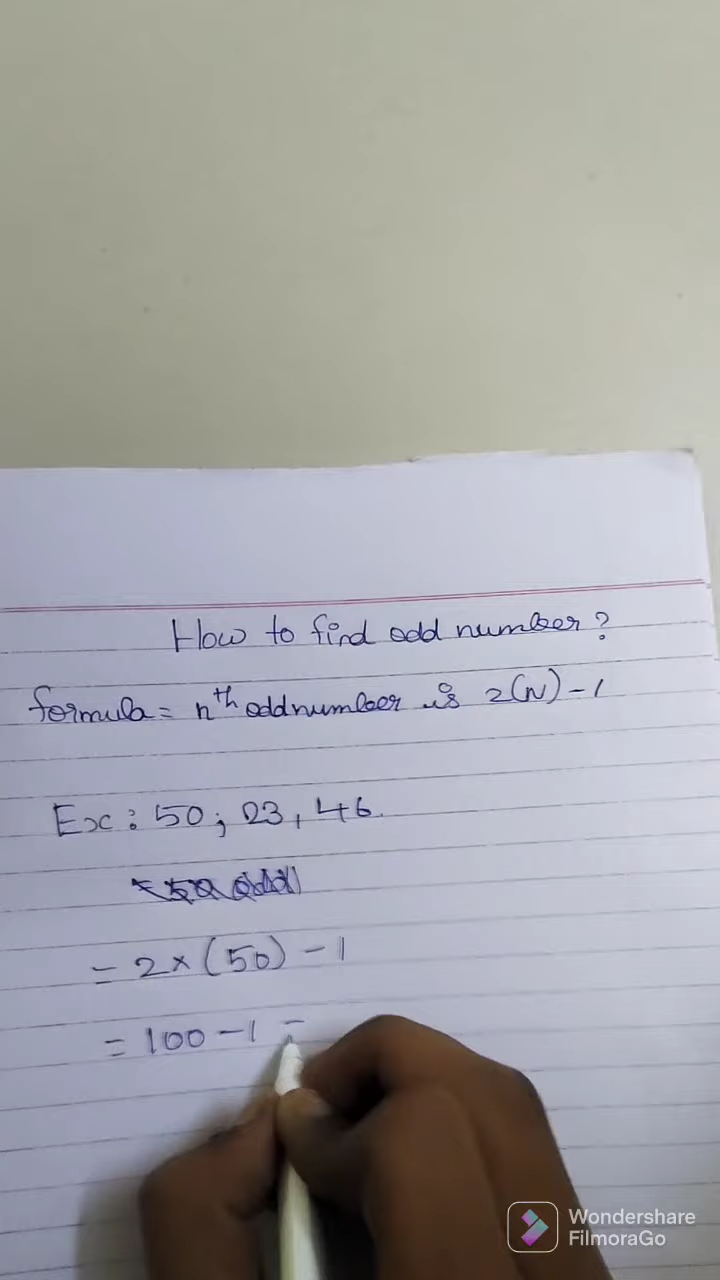 How to find odd number?
formula = nth odd number is 2(N) - 1
Ex: 50; 23, 46.
= 2 × (50) - 1
= 100 - 1 =
Wondershare
FilmoraGo